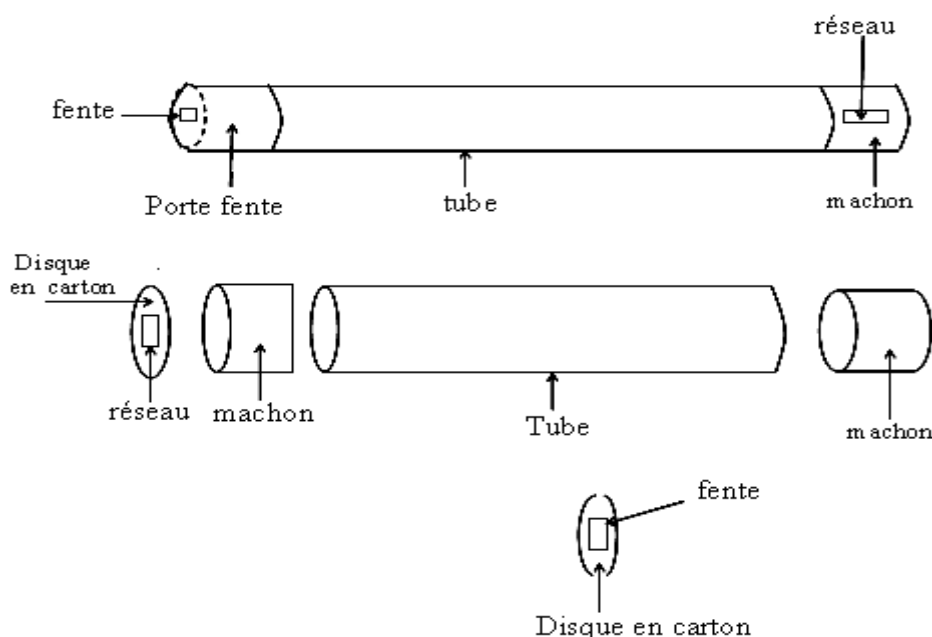 réseau
fente
Porte fente
tube
machon
Disque
en carton
réseau
machon
Tube
machon
fente
Disque en carton